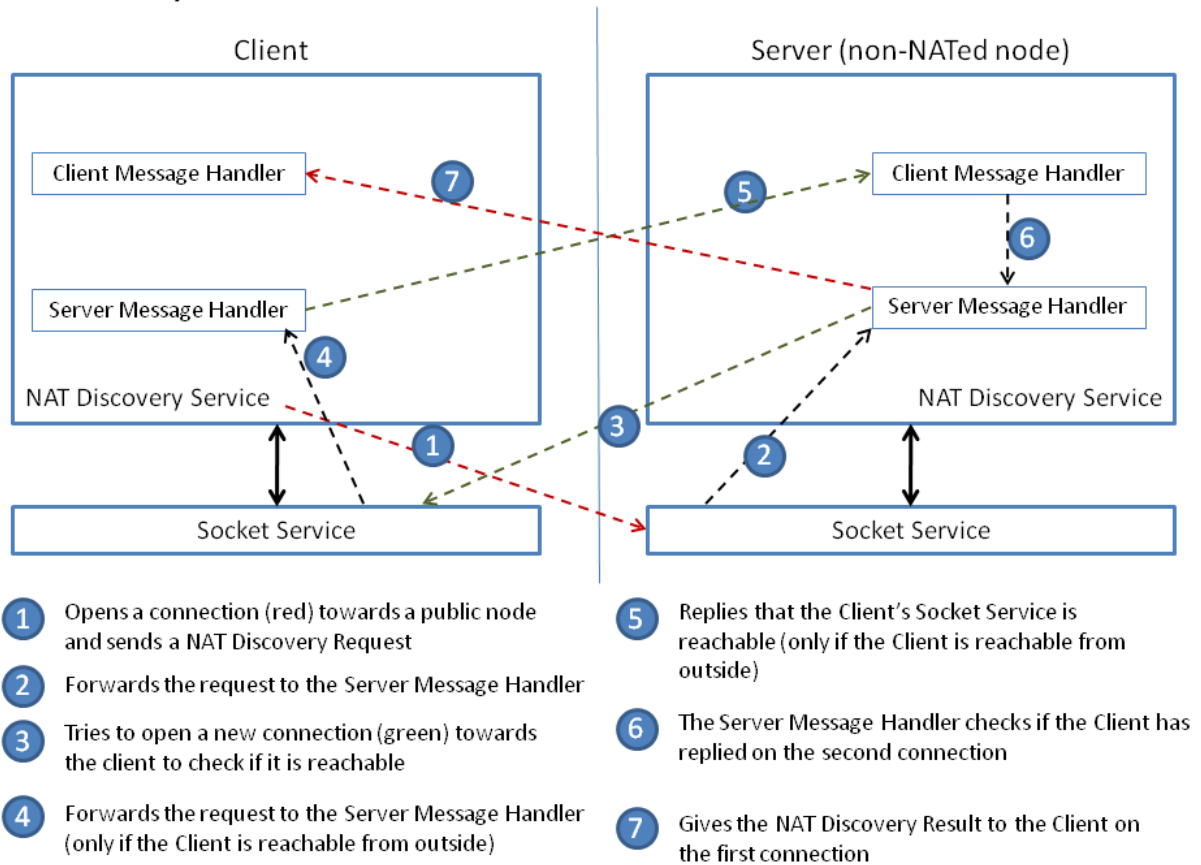 Client
Server (non-NATed node)
Client Message Handler
7
5
Client Message Handler
6
Server Message Handler
4
Server Message Handler
NAT Discovery Service
3
NAT Discovery Service
1
2
Socket Service
Socket Service
1 Opens a connection (red) towards a public node
and sends a NAT Discovery Request
2 Forwards the request to the Server Message Handler
3 Tries to open a new connection (green) towards
the client to check if it is reachable
4 Forwards the request to the Server Message Handler
(only if the Client is reachable from outside)
5 Replies that the Client's Socket Service is
reachable (only if the Client is reachable from
outside)
6 The Server Message Handler checks if the Client has
replied on the second connection
7 Gives the NAT Discovery Result to the Client on
the first connection